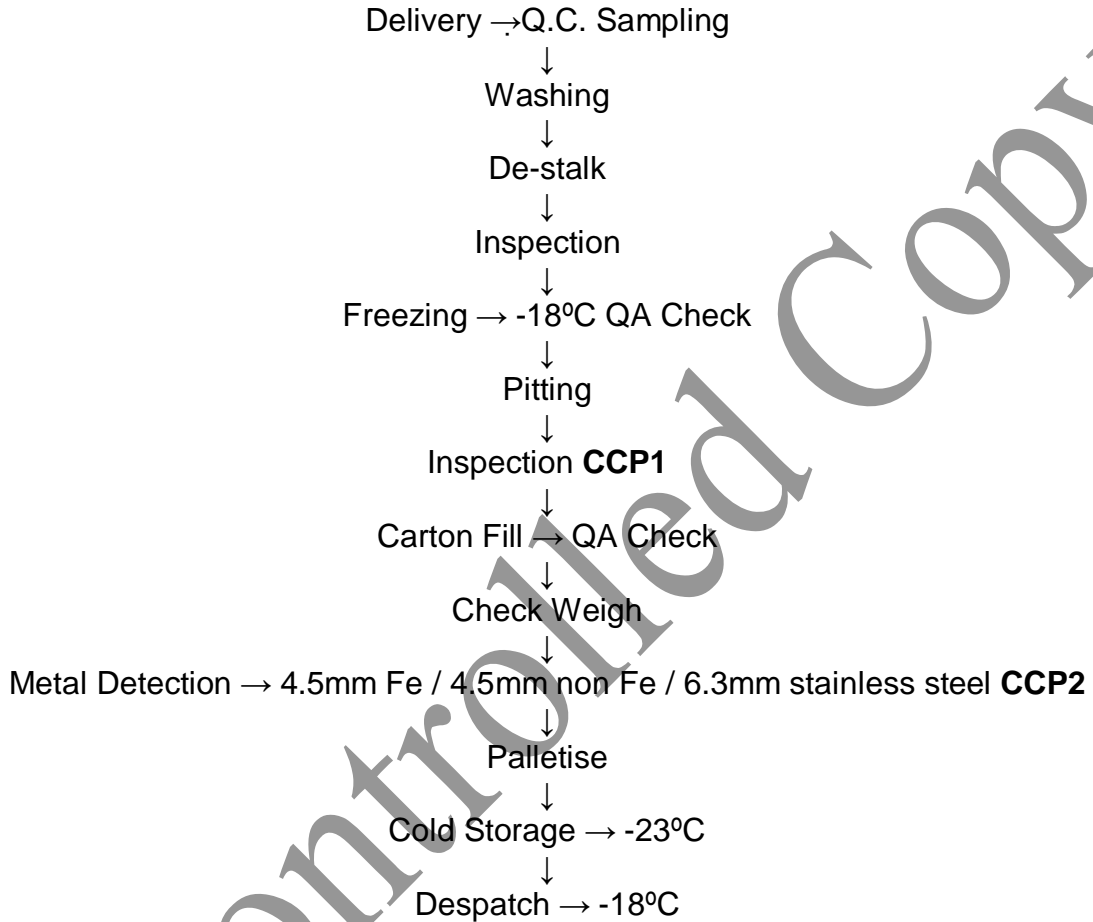 Delivery → Q.C. Sampling
↓
Washing
↓
De-stalk
↓
Inspection
↓
Freezing → -18ºC QA Check
↓
Pitting
↓
Inspection CCP1
↓
Carton Fill → QA Check
↓
Check Weigh
↓
Metal Detection → 4.5mm Fe / 4.5mm non Fe / 6.3mm stainless steel CCP2
↓
Palletise
↓
Cold Storage → -23ºC
↓
Despatch → -18ºC
ontrolled Cop